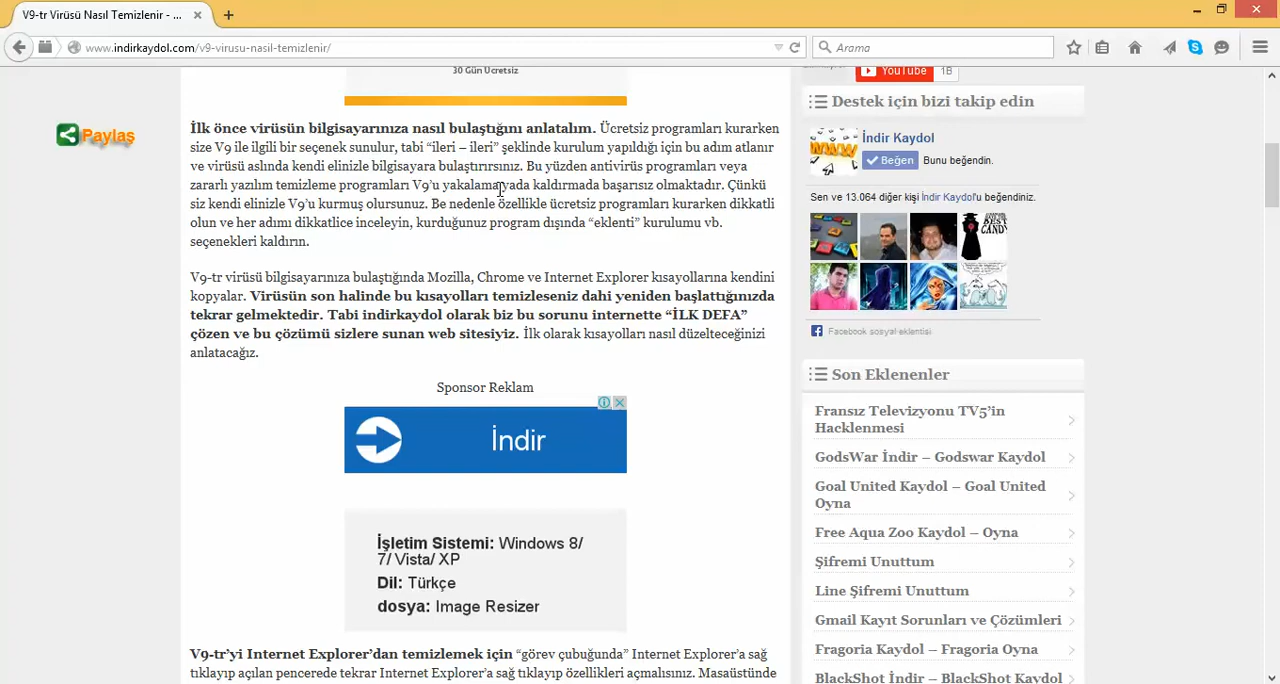 V9-tr Virüsü Nasıl Temizlenir - ...
www.indirkaydol.com/v9-virusu-nasil-temizlenir/
Arama
30 Gün Ücretsiz
Paylaş
İlk önce virüsün bilgisayarınıza nasıl bulaştığını anlatalım. Ücretsiz programları kurarken
size V9 ile ilgili bir seçenek sunulur, tabi “ileri – ileri” şeklinde kurulum yapıldığı için bu adım atlanır
ve virüsü aslında kendi elinizle bilgisayara bulaştırırsınız. Bu yüzden antivirüs programları veya
zararlı yazılım temizleme programları V9’u yakalamayada kaldırmada başarısız olmaktadır. Çünkü
siz kendi elinizle V9’u kurmuş olursunuz. Be nedenle özellikle ücretsiz programları kurarken dikkatli
olun ve her adımı dikkatlice inceleyin, kurduğunuz program dışında “eklenti” kurulumu vb.
seçenekleri kaldırın.
V9-tr virüsü bilgisayarınıza bulaştığında Mozilla, Chrome ve Internet Explorer kısayollarına kendini
kopyalar. Virüsün son halinde bu kısayolları temizleseniz dahi yeniden başlattığınızda
tekrar gelmektedir. Tabi indirkaydol olarak biz bu sorunu internette “İLK DEFA”
çözen ve bu çözümü sizlere sunan web sitesiyiz. İlk olarak kısayolları nasıl düzelteceğinizi
anlatacağız.
Sponsor Reklam
İndir
İşletim Sistemi: Windows 8/
7/ Vista/ XP
Dil: Türkçe
dosya: Image Resizer
V9-tr’yi Internet Explorer’dan temizlemek için “görev çubuğunda” Internet Explorer’a sağ
tıklayıp açılan pencerede tekrar Internet Explorer’a sağ tıklayıp özellikleri açmalısınız. Masaüstünde
YouTube 1B
Destek için bizi takip edin
WWW
İndir Kaydol
Beğen Bunu beğendin.
Sen ve 13.064 diğer kişi İndir Kaydol'u beğendiniz.
BEST
CANDY
Facebook sosyal eklentisi
Son Eklenenler
Fransız Televizyonu TV5’in
Hacklenmesi
GodsWar İndir – Godswar Kaydol
Goal United Kaydol – Goal United
Oyna
Free Aqua Zoo Kaydol – Oyna
Şifremi Unuttum
Line Şifremi Unuttum
Gmail Kayıt Sorunları ve Çözümleri
Fragoria Kaydol – Fragoria Oyna
BlackShot İndir – BlackShot Kaydol